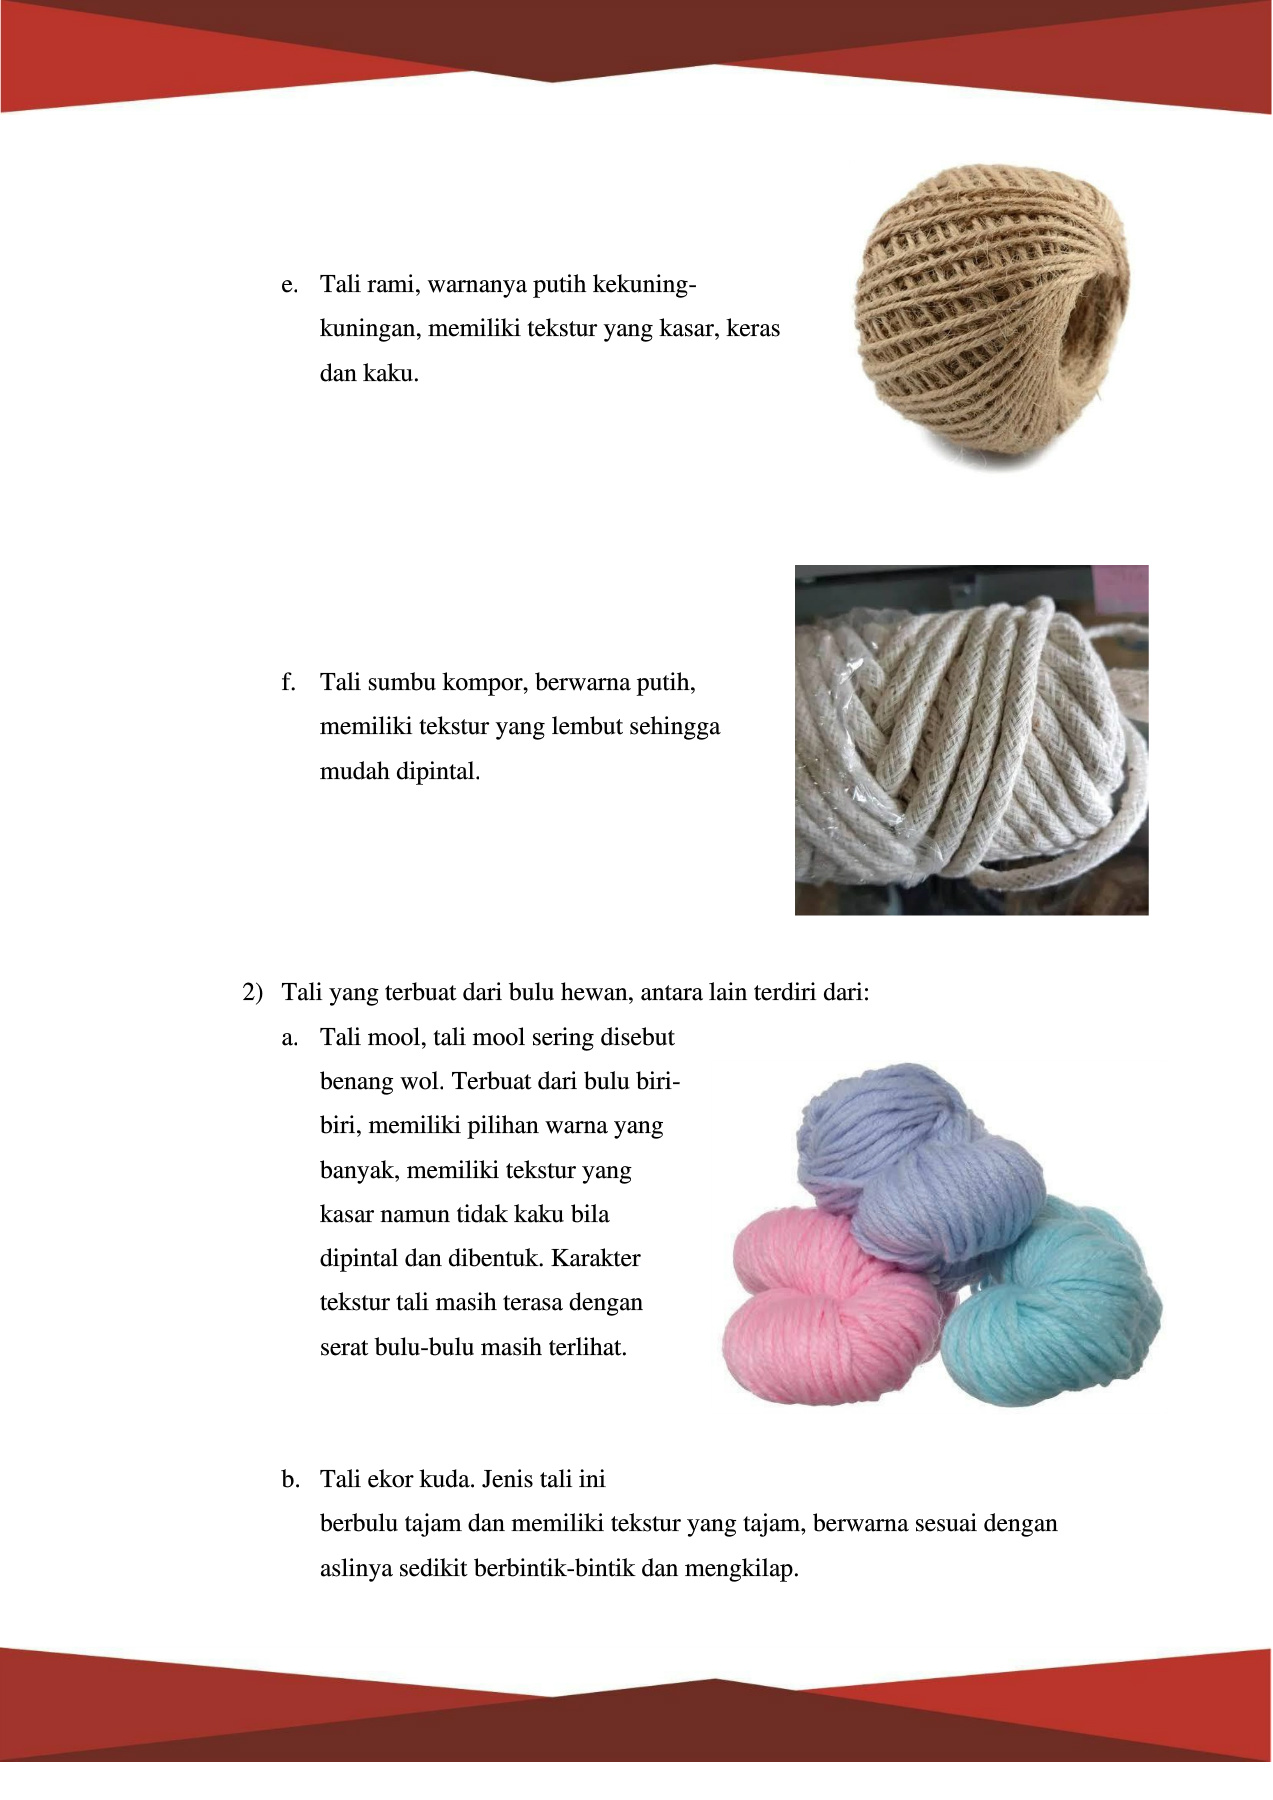 e. Tali rami, warnanya putih kekuning-
kuningan, memiliki tekstur yang kasar, keras
dan kaku.
f. Tali sumbu kompor, berwarna putih,
memiliki tekstur yang lembut sehingga
mudah dipintal.
2) Tali yang terbuat dari bulu hewan, antara lain terdiri dari:
a. Tali mool, tali mool sering disebut
benang wol. Terbuat dari bulu biri-
biri, memiliki pilihan warna yang
banyak, memiliki tekstur yang
kasar namun tidak kaku bila
dipintal dan dibentuk. Karakter
tekstur tali masih terasa dengan
serat bulu-bulu masih terlihat.
b. Tali ekor kuda. Jenis tali ini
berbulu tajam dan memiliki tekstur yang tajam, berwarna sesuai dengan
aslinya sedikit berbintik-bintik dan mengkilap.